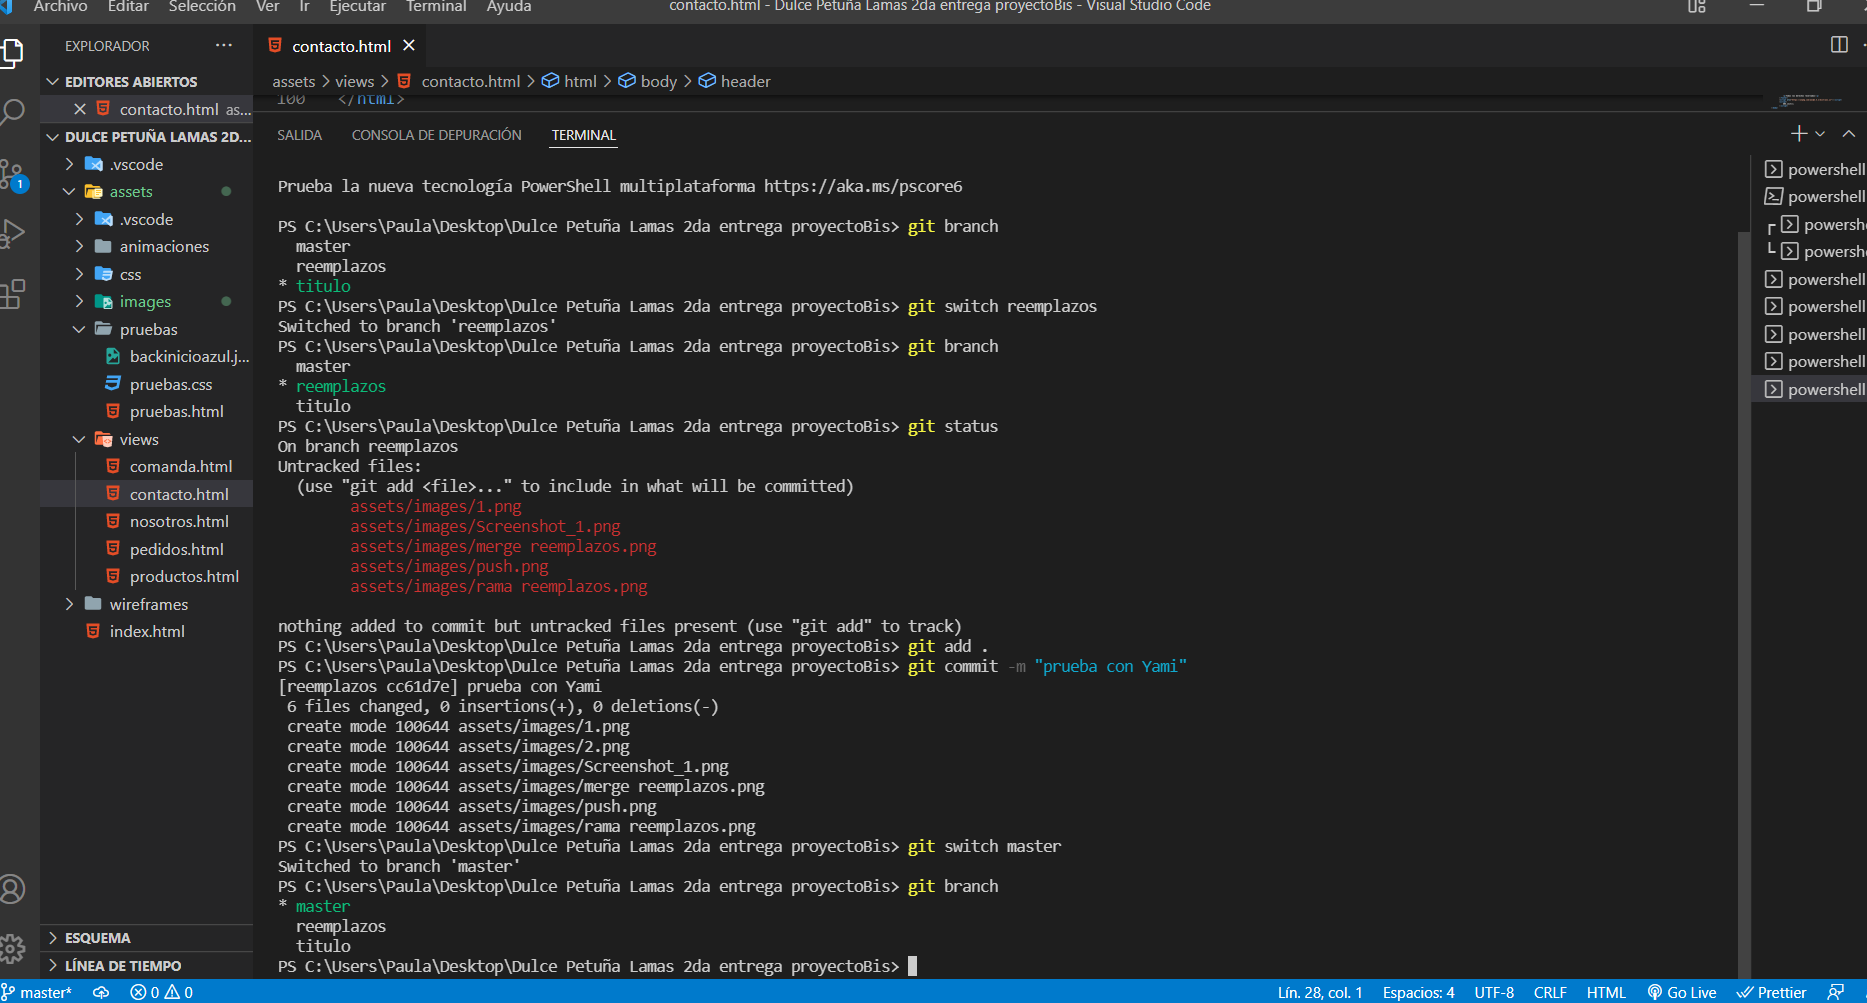 Archivo Editar Selección Ver Ir Ejecutar Terminal Ayuda
contacto.html - Dulce Petuña Lamas 2da entrega proyectoBis - Visual Studio Code
EXPLORADOR ...
EDITORES ABIERTOS
contacto.html as...
DULCE PETUÑA LAMAS 2D...
.vscode
assets
.vscode
animaciones
css
images
pruebas
backinicioazul.j...
pruebas.css
pruebas.html
views
comanda.html
contacto.html
nosotros.html
pedidos.html
productos.html
wireframes
index.html
ESQUEMA
LÍNEA DE TIEMPO
1
contacto.html
assets > views > contacto.html > html > body > header
100 </html>
SALIDA CONSOLA DE DEPURACIÓN TERMINAL
Prueba la nueva tecnología PowerShell multiplataforma https://aka.ms/pscore6
PS C:\Users\Paula\Desktop\Dulce Petuña Lamas 2da entrega proyectoBis> git branch
master
reemplazos
* titulo
PS C:\Users\Paula\Desktop\Dulce Petuña Lamas 2da entrega proyectoBis> git switch reemplazos
Switched to branch 'reemplazos'
PS C:\Users\Paula\Desktop\Dulce Petuña Lamas 2da entrega proyectoBis> git branch
master
* reemplazos
titulo
PS C:\Users\Paula\Desktop\Dulce Petuña Lamas 2da entrega proyectoBis> git status
On branch reemplazos
Untracked files:
(use "git add <file>..." to include in what will be committed)
assets/images/1.png
assets/images/Screenshot_1.png
assets/images/merge reemplazos.png
assets/images/push.png
assets/images/rama reemplazos.png
nothing added to commit but untracked files present (use "git add" to track)
PS C:\Users\Paula\Desktop\Dulce Petuña Lamas 2da entrega proyectoBis> git add .
PS C:\Users\Paula\Desktop\Dulce Petuña Lamas 2da entrega proyectoBis> git commit -m "prueba con Yami"
[reemplazos cc61d7e] prueba con Yami
6 files changed, 0 insertions(+), 0 deletions(-)
create mode 100644 assets/images/1.png
create mode 100644 assets/images/2.png
create mode 100644 assets/images/Screenshot_1.png
create mode 100644 assets/images/merge reemplazos.png
create mode 100644 assets/images/push.png
create mode 100644 assets/images/rama reemplazos.png
PS C:\Users\Paula\Desktop\Dulce Petuña Lamas 2da entrega proyectoBis> git switch master
Switched to branch 'master'
PS C:\Users\Paula\Desktop\Dulce Petuña Lamas 2da entrega proyectoBis> git branch
* master
reemplazos
titulo
PS C:\Users\Paula\Desktop\Dulce Petuña Lamas 2da entrega proyectoBis>
powershell
powershell
powersh
powersh
powershell
powershell
powershell
powershell
powershell
master* 0 0 Lín. 28, col. 1 Espacios: 4 UTF-8 CRLF HTML Go Live Prettier